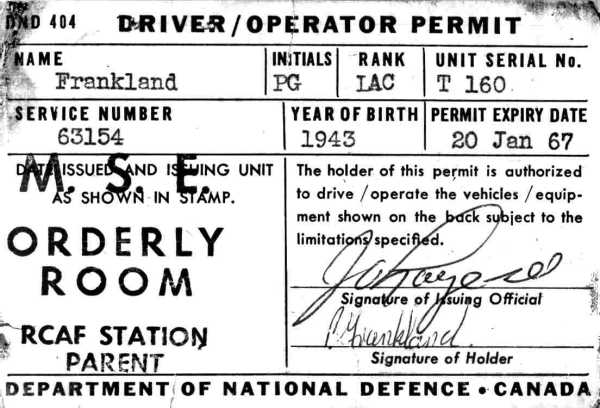 DND 404 DRIVER/OPERATOR PERMIT
NAME INITIALS RANK UNIT SERIAL No.
Frankland PG LAC T 160
SERVICE NUMBER YEAR OF BIRTH PERMIT EXPIRY DATE
63154 1943 20 Jan 67
DATE ISSUED AND ISSUING UNIT
AS SHOWN IN STAMP.
M. S. E.
ORDERLY
ROOM
RCAF STATION
PARENT
The holder of this permit is authorized
to drive / operate the vehicles / equip-
ment shown on the back subject to the
limitations specified.
Signature of Issuing Official
P. Frankland.
Signature of Holder
DEPARTMENT OF NATIONAL DEFENCE • CANADA